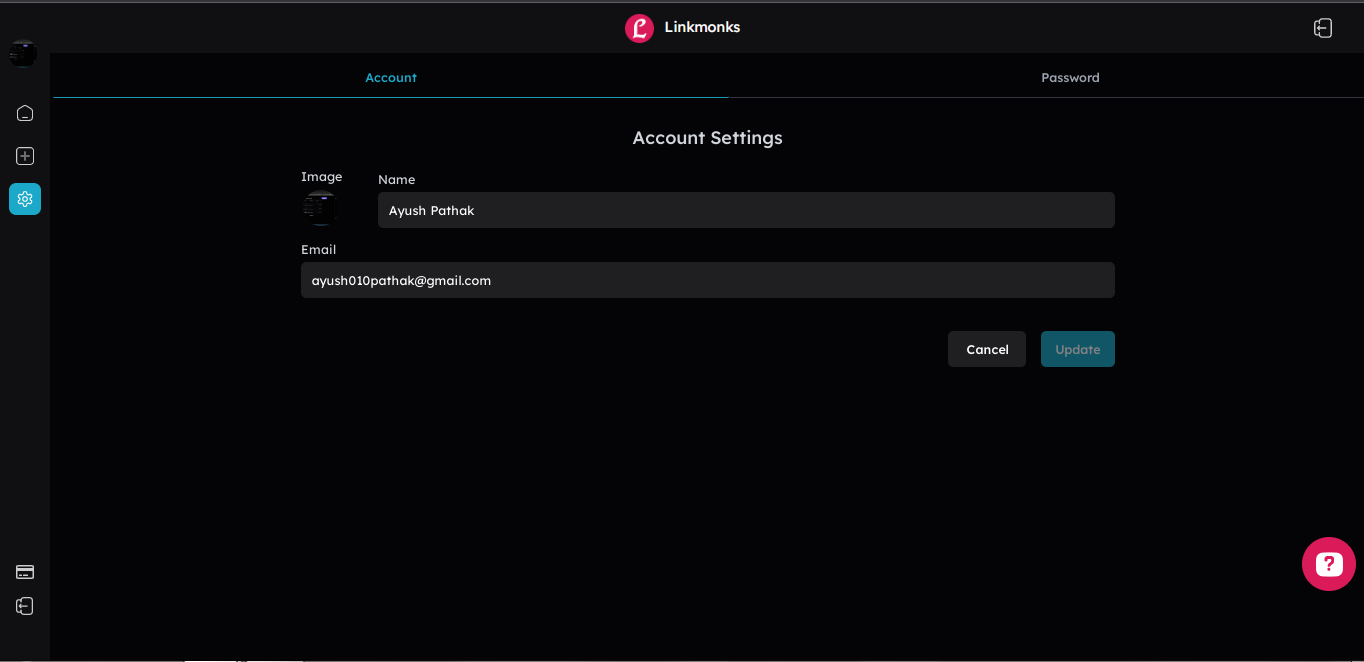 Linkmonks
Account
Password
Account Settings
Image
Name
Ayush Pathak
Email
ayush010pathak@gmail.com
Cancel
Update
?